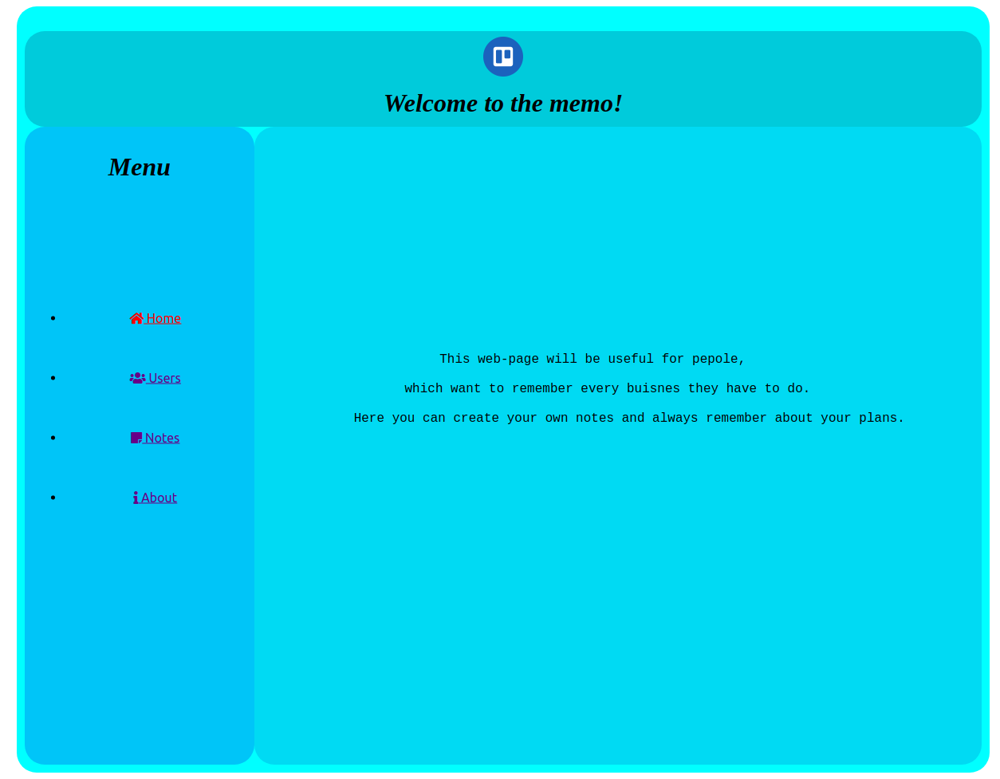 Welcome to the memo!
Menu
Home
Users
Notes
About
This web-page will be useful for pepole,
which want to remember every buisnes they have to do.
Here you can create your own notes and always remember about your plans.